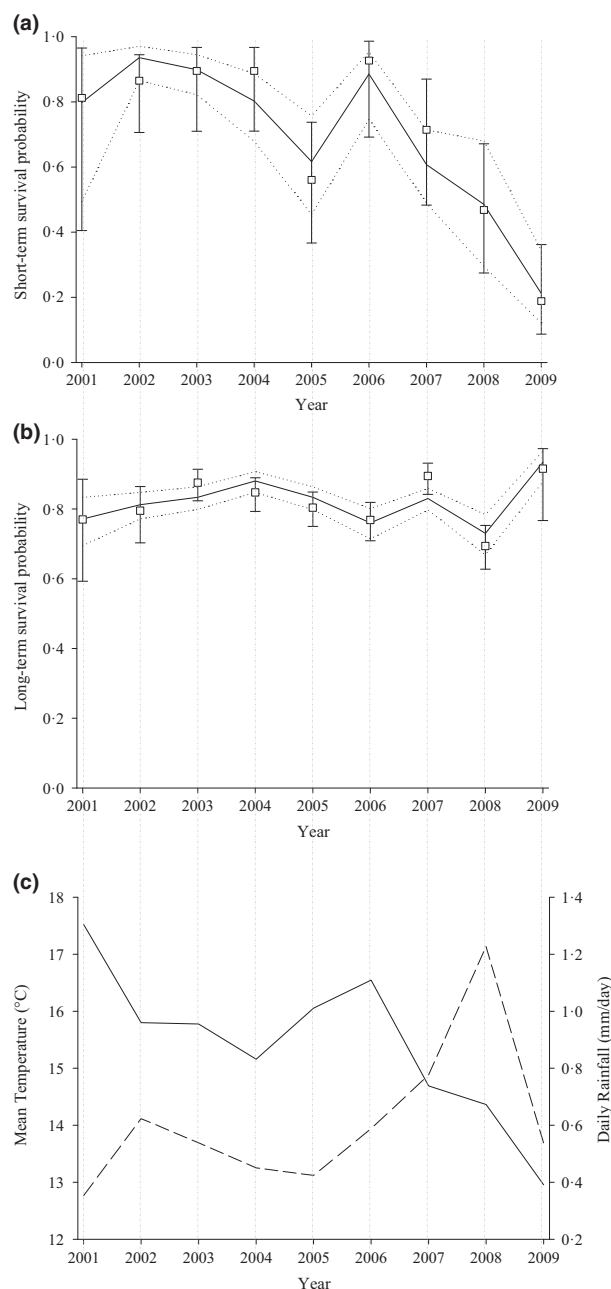 (a)
1·0
0·8
0·6
0·4
0·2
0·0
Short-term survival probability
2001 2002 2003 2004 2005 2006 2007 2008 2009
Year
(b)
1·0
0·8
0·6
0·4
0·2
0·0
Long-term survival probability
2001 2002 2003 2004 2005 2006 2007 2008 2009
Year
(c)
18
17
16
15
14
13
12
Mean Temperature (°C)
1·4
1·2
1·0
0·8
0·6
0·4
0·2
Daily Rainfall (mm/day)
2001 2002 2003 2004 2005 2006 2007 2008 2009
Year